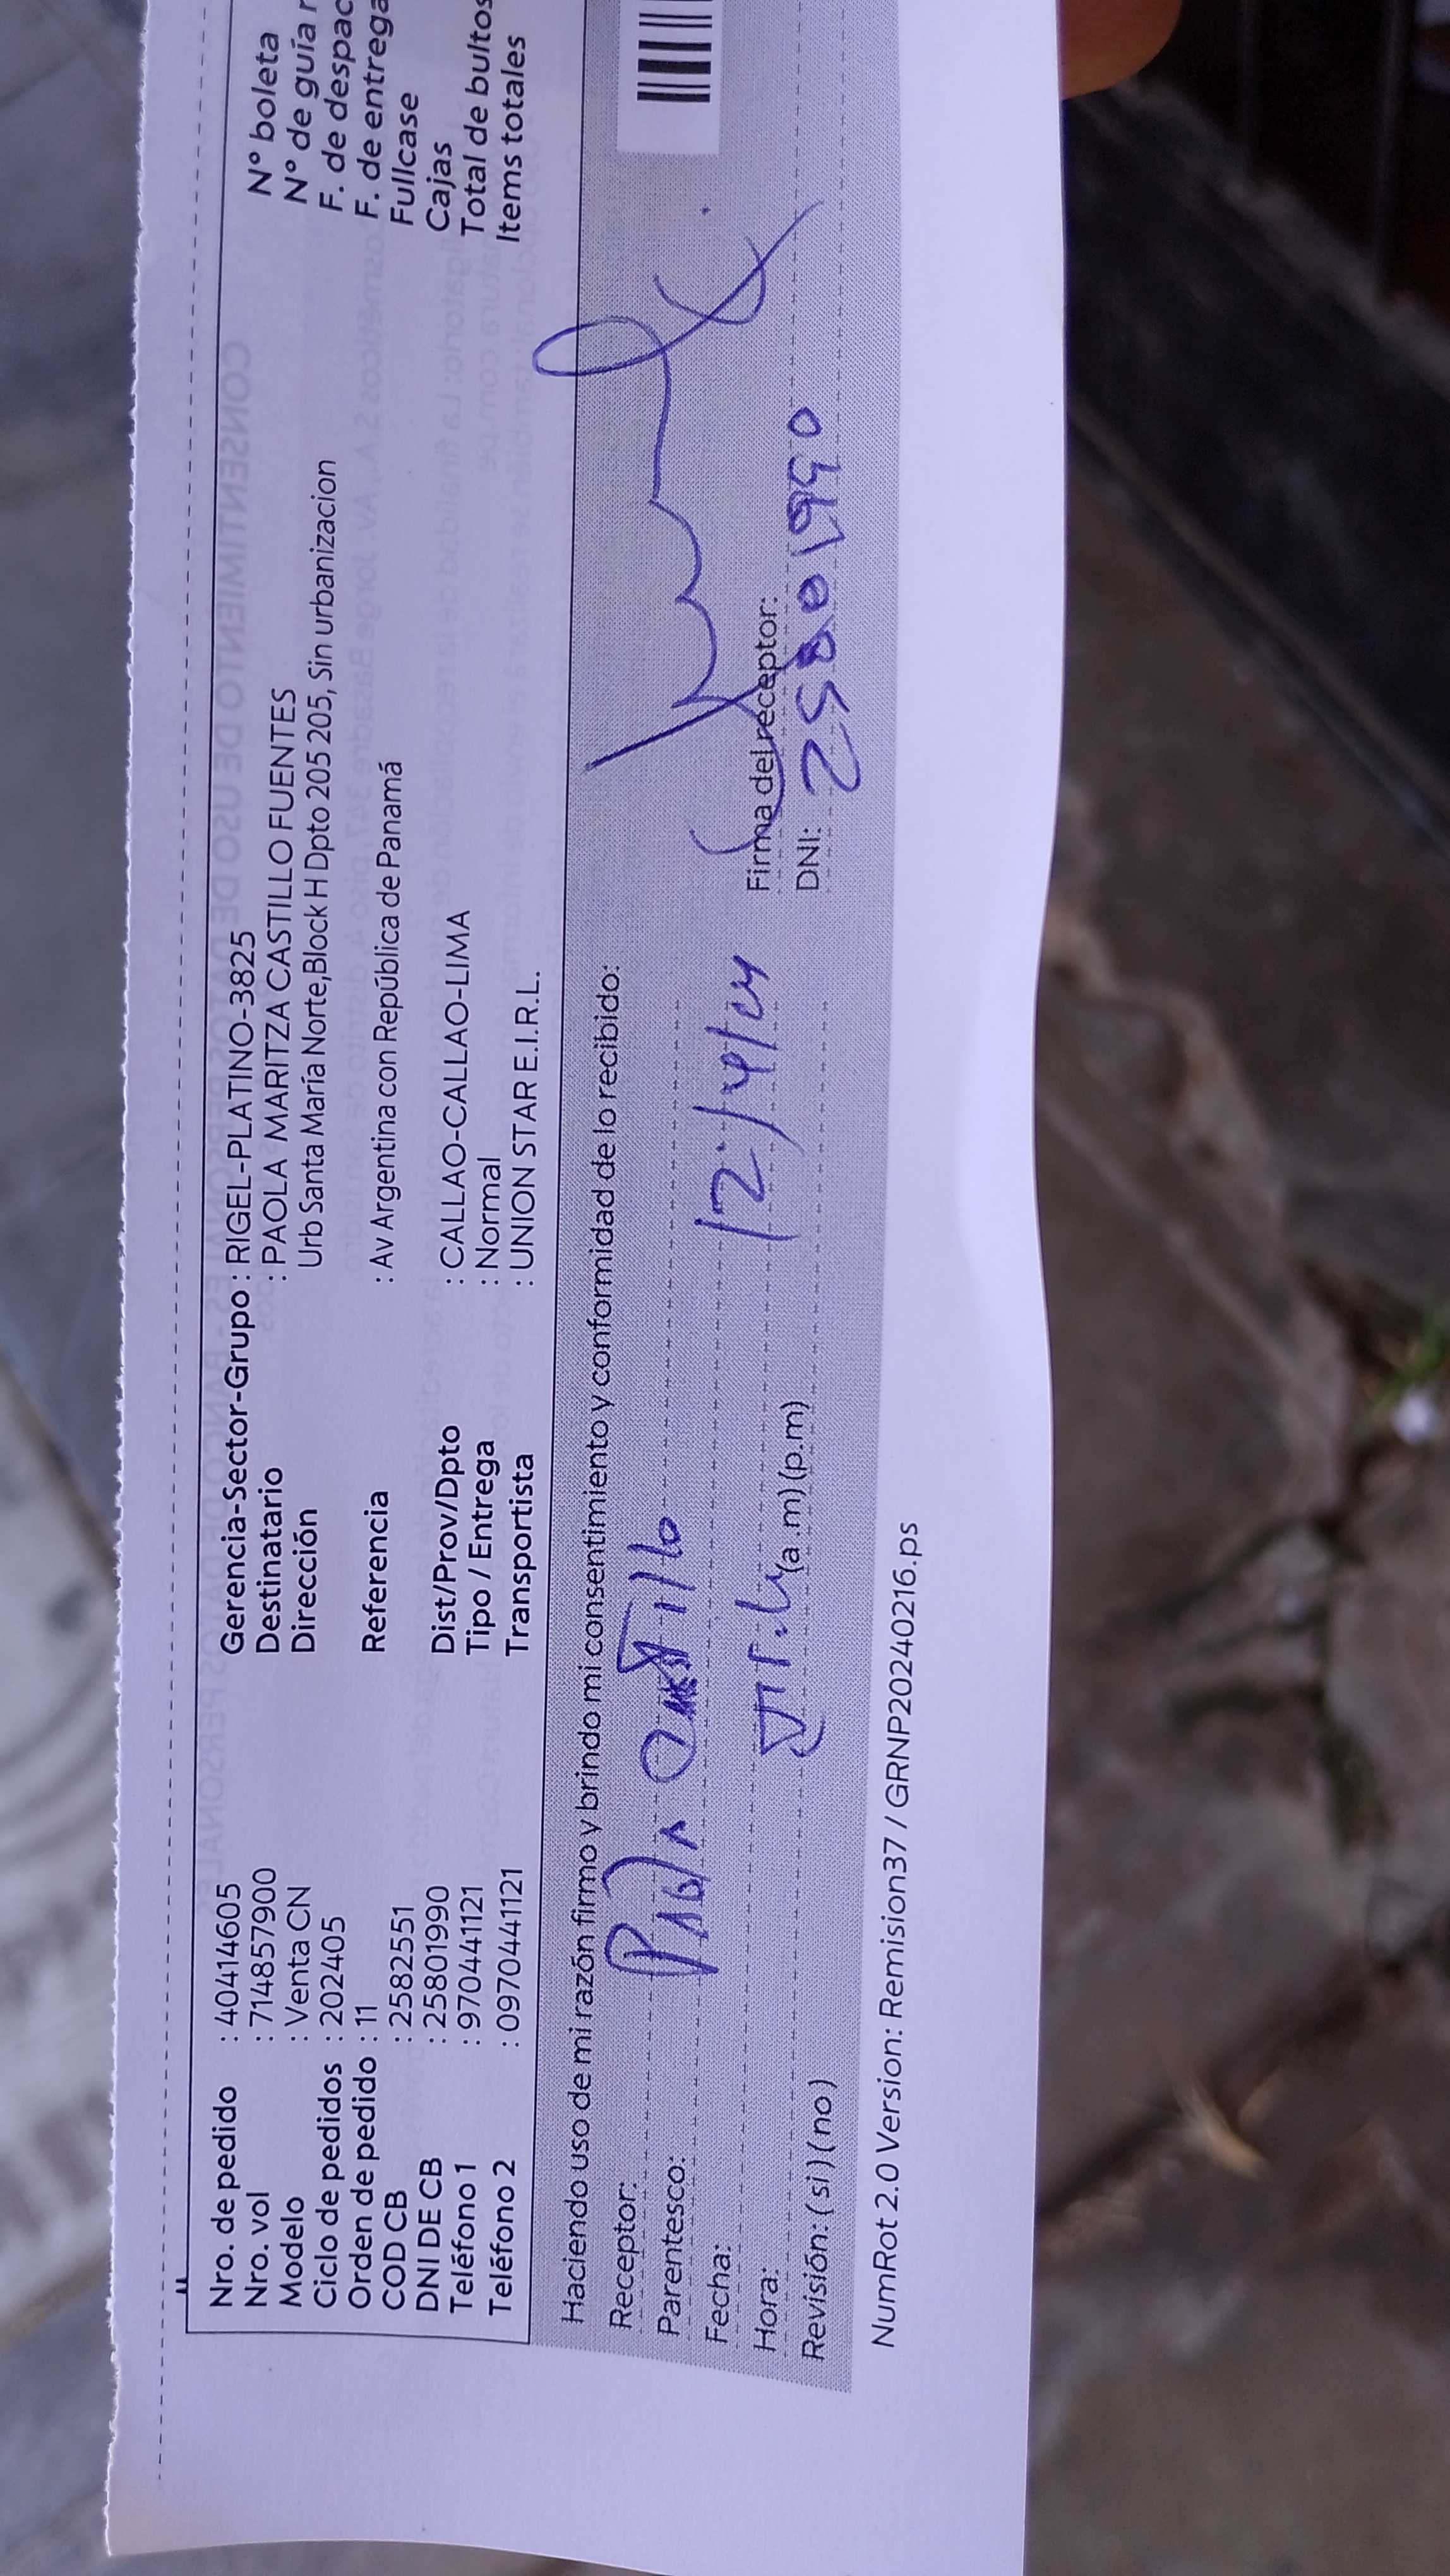 Nro. de pedido : 40414605
Nro. vol : 714857900
Modelo : Venta CN
Ciclo de pedidos : 202405
Orden de pedido : 11
COD CB : 2582551
DNI DE CB : 25801990
Teléfono 1 : 970441121
Teléfono 2 : 0970441121
Gerencia-Sector-Grupo : RIGEL-PLATINO-3825
Destinatario : PAOLA MARITZA CASTILLO FUENTES
Dirección Urb Santa María Norte,Block H Dpto 205 205, Sin urbanizacion
Referencia : Av Argentina con República de Panamá
Dist/Prov/Dpto : CALLAO-CALLAO-LIMA
Tipo / Entrega : Normal
Transportista : UNION STAR E.I.R.L.
N° boleta
N° de guía r
F. de despac
F. de entrega
Fullcase
Cajas
Total de bultos
Items totales
Haciendo uso de mi razón firmo y brindo mi consentimiento y conformidad de lo recibido:
Receptor:
Parentesco:
Fecha:
Hora: (a.m) (p.m)
Revisión: ( si ) ( no )
Firma del receptor:
DNI: 25801990
NumRot 2.0 Version: Remision37 / GRNP20240216.ps